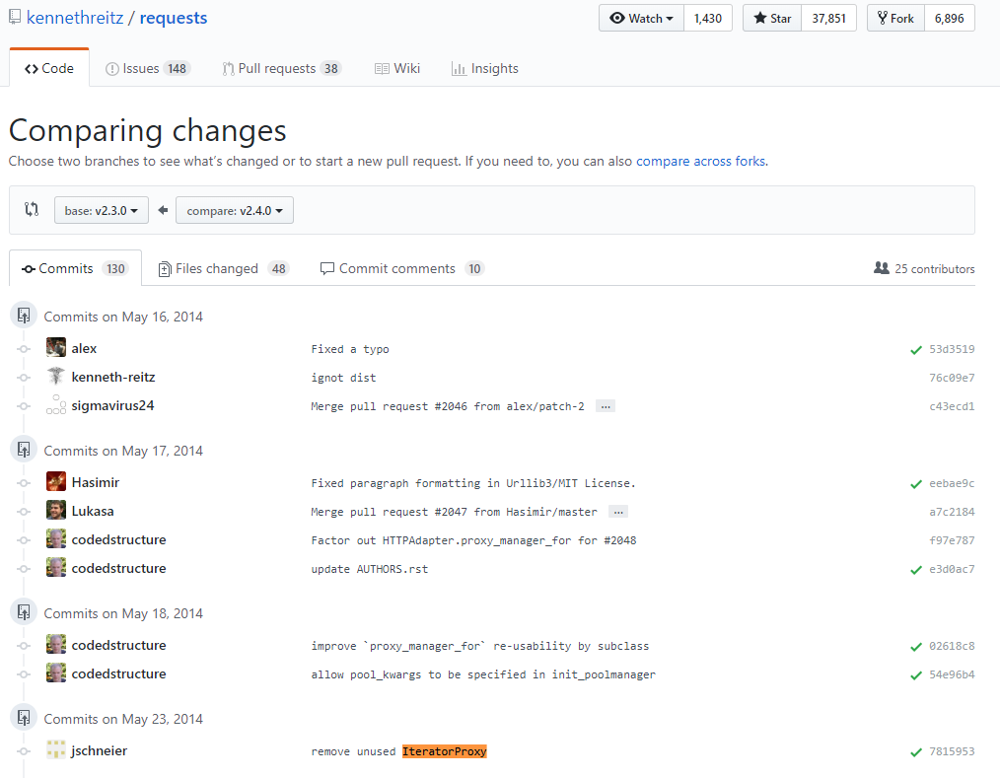 kennethreitz / requests Watch 1,430 Star 37,851 Fork 6,896
Code Issues 148 Pull requests 38 Wiki Insights
Comparing changes
Choose two branches to see what's changed or to start a new pull request. If you need to, you can also compare across forks.
base: v2.3.0 compare: v2.4.0
Commits 130 Files changed 48 Commit comments 10 25 contributors
Commits on May 16, 2014
alex Fixed a typo 53d3519
kenneth-reitz ignot dist 76c09e7
sigmavirus24 Merge pull request #2046 from alex/patch-2 … c43ecd1
Commits on May 17, 2014
Hasimir Fixed paragraph formatting in Urllib3/MIT License. eebae9c
Lukasa Merge pull request #2047 from Hasimir/master … a7c2184
codedstructure Factor out HTTPAdapter.proxy_manager_for for #2048 f97e787
codedstructure update AUTHORS.rst e3d0ac7
Commits on May 18, 2014
codedstructure improve `proxy_manager_for` re-usability by subclass 02618c8
codedstructure allow pool_kwargs to be specified in init_poolmanager 54e96b4
Commits on May 23, 2014
jschneier remove unused IteratorProxy 7815953